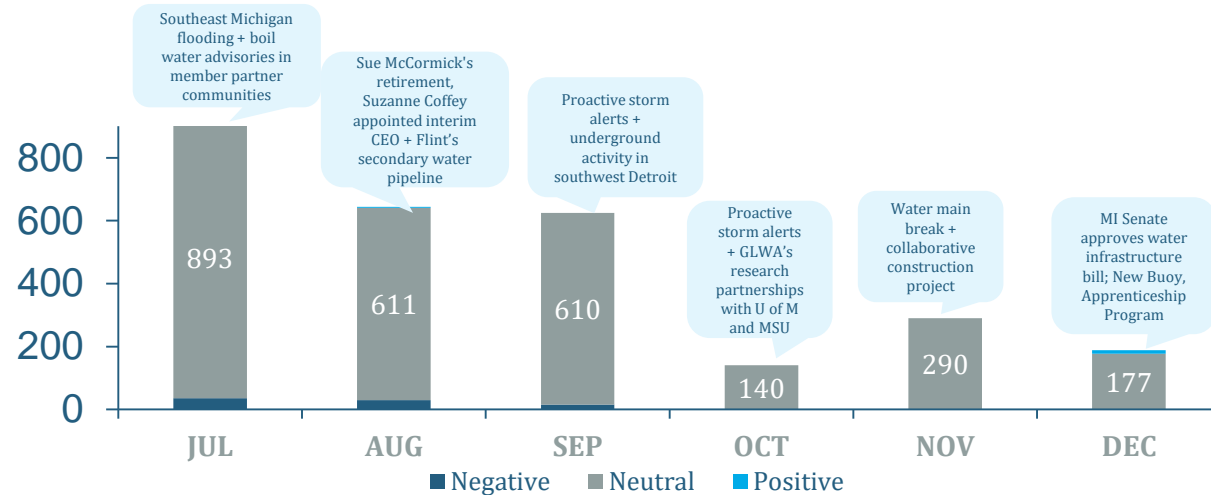 Southeast Michigan
flooding + boil
water advisories in
member partner
communities
Sue McCormick's
retirement,
Suzanne Coffey
appointed interim
CEO + Flint's
secondary water
pipeline
Proactive storm
alerts +
underground
activity in
southwest Detroit
Proactive
storm alerts
+ GLWA's
research
partnerships
with U of M
and MSU
Water main
break +
collaborative
construction
project
MI Senate
approves water
infrastructure
bill; New Buoy,
Apprenticeship
Program
800
600
400
200
0
893
611
610
140
290
177
JUL AUG SEP OCT NOV DEC
Negative Neutral Positive